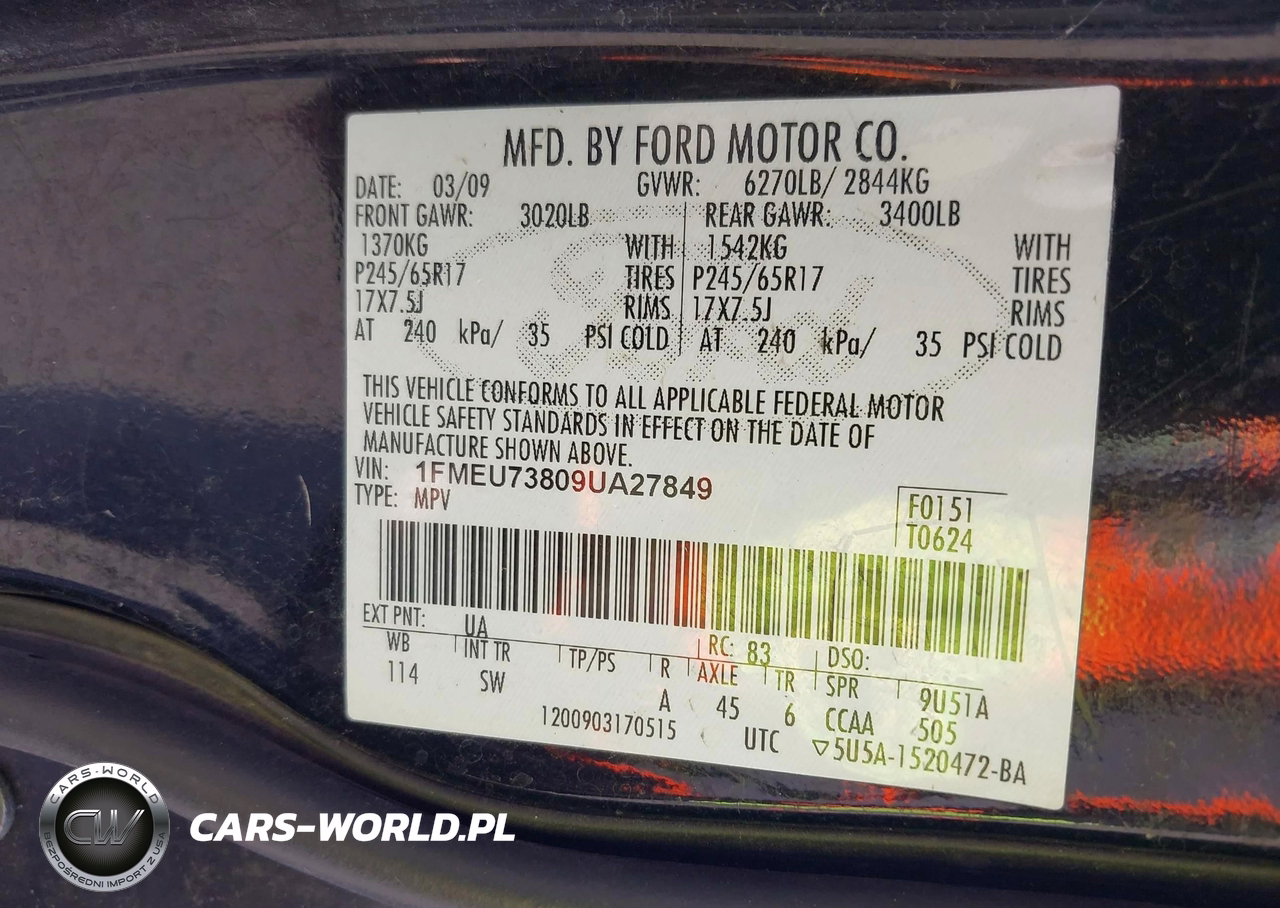 MFD. BY FORD MOTOR CO.
DATE: 03/09 GVWR: 6270LB/ 2844KG
FRONT GAWR: 3020LB REAR GAWR: 3400LB
1370KG WITH 1542KG WITH
P245/65R17 TIRES P245/65R17 TIRES
17X7.5J RIMS 17X7.5J RIMS
AT 240 kPa/ 35 PSI COLD AT 240 kPa/ 35 PSI COLD
THIS VEHICLE CONFORMS TO ALL APPLICABLE FEDERAL MOTOR
VEHICLE SAFETY STANDARDS IN EFFECT ON THE DATE OF
MANUFACTURE SHOWN ABOVE.
VIN: 1FMEU73809UA27849
TYPE: MPV
F0151
T0624
EXT PNT: UA RC: 83 DSO:
WB INT TR TP/PS R AXLE TR SPR 9U51A
114 SW A 45 6 CCAA 505
1200903170515 UTC ▽5U5A-1520472-BA
CARS-WORLD
CW
BEZPOŚREDNI IMPORT Z USA
CARS-WORLD.PL